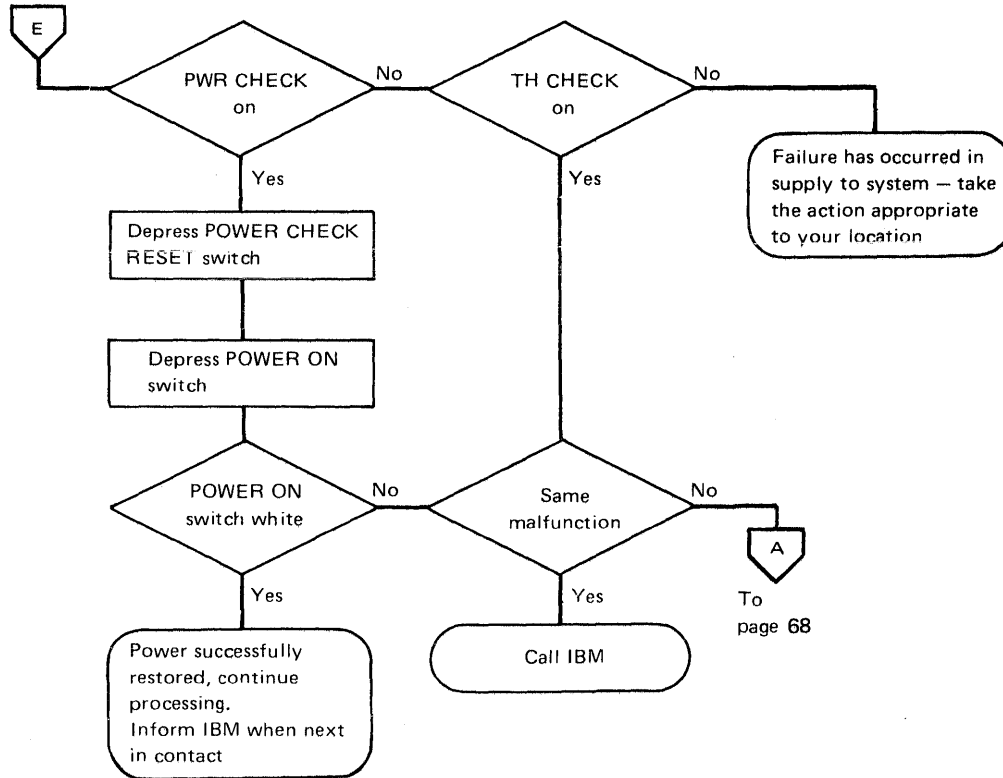 E
PWR CHECK
on
No
TH CHECK
on
No
Yes
Yes
Failure has occurred in
supply to system — take
the action appropriate
to your location
Depress POWER CHECK
RESET switch
Depress POWER ON
switch
POWER ON
switch white
No
Same
malfunction
No
A
To
page 68
Yes
Yes
Power successfully
restored, continue
processing.
Inform IBM when next
in contact
Call IBM